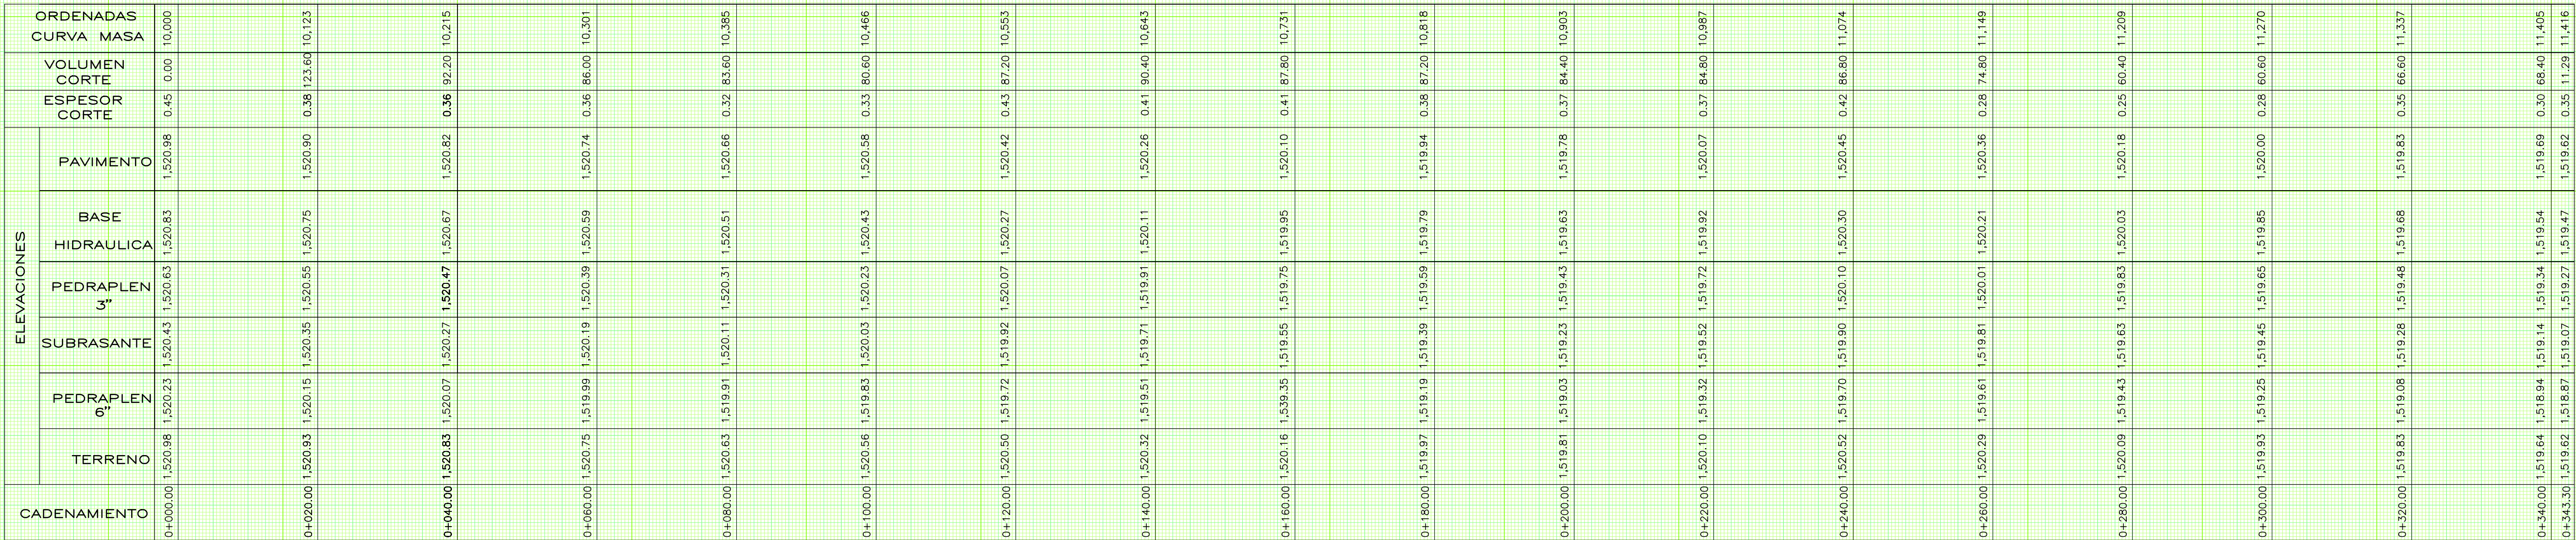 ORDENADAS CURVA MASA 10,000 10,123 10,215 10,301 10,385 10,466 10,553 10,643 10,731 10,818 10,903 10,987 11,074 11,149 11,209 11,270 11,337 11,405 11,416
VOLUMEN CORTE 0.00 123.60 92.20 86.00 83.60 80.60 87.20 90.40 87.80 87.20 84.40 84.80 86.80 74.80 60.40 60.60 66.60 68.40 11.29
ESPESOR CORTE 0.45 0.38 0.36 0.36 0.32 0.33 0.43 0.41 0.41 0.38 0.37 0.37 0.42 0.28 0.25 0.28 0.35 0.30 0.35
ELEVACIONES
PAVIMENTO 1,520.98 1,520.90 1,520.82 1,520.74 1,520.66 1,520.58 1,520.42 1,520.26 1,520.10 1,519.94 1,519.78 1,520.07 1,520.45 1,520.36 1,520.18 1,520.00 1,519.83 1,519.69 1,519.62
BASE HIDRAULICA 1,520.83 1,520.75 1,520.67 1,520.59 1,520.51 1,520.43 1,520.27 1,520.11 1,519.95 1,519.79 1,519.63 1,519.92 1,520.30 1,520.21 1,520.03 1,519.85 1,519.68 1,519.54 1,519.47
PEDRAPLEN 3” 1,520.63 1,520.55 1,520.47 1,520.39 1,520.31 1,520.23 1,520.07 1,519.91 1,519.75 1,519.59 1,519.43 1,519.72 1,520.10 1,520.01 1,519.83 1,519.65 1,519.48 1,519.34 1,519.27
SUBRASANTE 1,520.43 1,520.35 1,520.27 1,520.19 1,520.11 1,520.03 1,519.92 1,519.71 1,519.55 1,519.39 1,519.23 1,519.52 1,519.90 1,519.81 1,519.63 1,519.45 1,519.28 1,519.14 1,519.07
PEDRAPLEN 6” 1,520.23 1,520.15 1,520.07 1,519.99 1,519.91 1,519.83 1,519.72 1,519.51 1,539.35 1,519.19 1,519.03 1,519.32 1,519.70 1,519.61 1,519.43 1,519.25 1,519.08 1,518.94 1,518.87
TERRENO 1,520.98 1,520.93 1,520.83 1,520.75 1,520.63 1,520.56 1,520.50 1,520.32 1,520.16 1,519.97 1,519.81 1,520.10 1,520.52 1,520.29 1,520.09 1,519.93 1,519.83 1,519.64 1,519.62
CADENAMIENTO 0+000.00 0+020.00 0+040.00 0+060.00 0+080.00 0+100.00 0+120.00 0+140.00 0+160.00 0+180.00 0+200.00 0+220.00 0+240.00 0+260.00 0+280.00 0+300.00 0+320.00 0+340.00 0+343.30